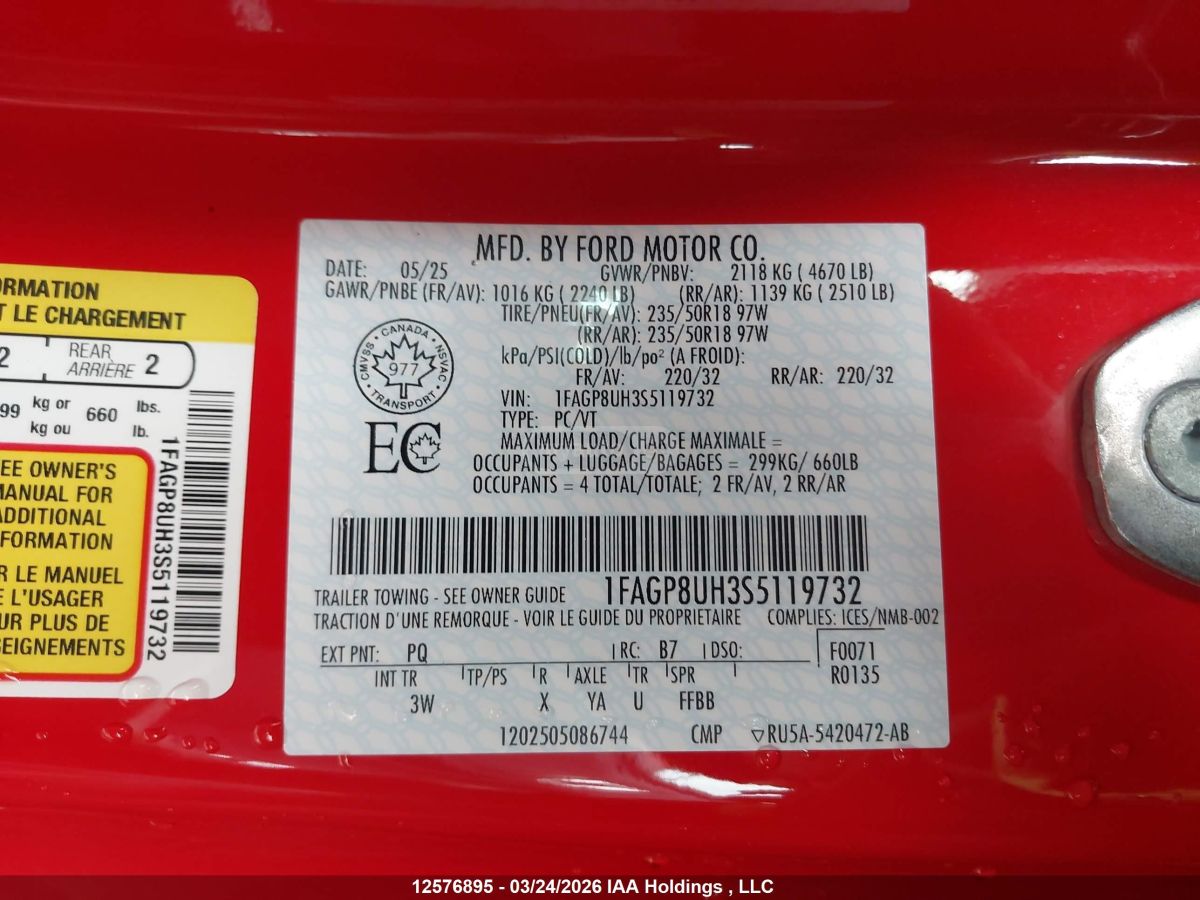 ORMATION
T LE CHARGEMENT
2 REAR ARRIÈRE 2
99 kg or kg ou 660 lbs. lb.
EE OWNER'S
MANUAL FOR
ADDITIONAL
FORMATION
R LE MANUEL
E L'USAGER
UR PLUS DE
SEIGNEMENTS
1FAGP8UH3S5119732
MFD. BY FORD MOTOR CO.
DATE: 05/25 GVWR/PNBV: 2118 KG ( 4670 LB)
GAWR/PNBE (FR/AV): 1016 KG ( 2240 LB) (RR/AR): 1139 KG ( 2510 LB)
TIRE/PNEU(FR/AV): 235/50R18 97W
(RR/AR): 235/50R18 97W
kPa/PSI(COLD)/lb/po² (A FROID):
FR/AV: 220/32 RR/AR: 220/32
VIN: 1FAGP8UH3S5119732
TYPE: PC/VT
CANADA NSVAC TRANSPORT CMVSS
977
EC
MAXIMUM LOAD/CHARGE MAXIMALE =
OCCUPANTS + LUGGAGE/BAGAGES = 299KG/ 660LB
OCCUPANTS = 4 TOTAL/TOTALE; 2 FR/AV, 2 RR/AR
TRAILER TOWING - SEE OWNER GUIDE 1FAGP8UH3S5119732
TRACTION D'UNE REMORQUE - VOIR LE GUIDE DU PROPRIETAIRE COMPLIES: ICES/NMB-002
EXT PNT: PQ RC: B7 DSO: F0071
INT TR TP/PS R AXLE TR SPR R0135
3W X YA U FFBB
1202505086744 CMP ▽RU5A-5420472-AB
12576895 - 03/24/2026 IAA Holdings , LLC